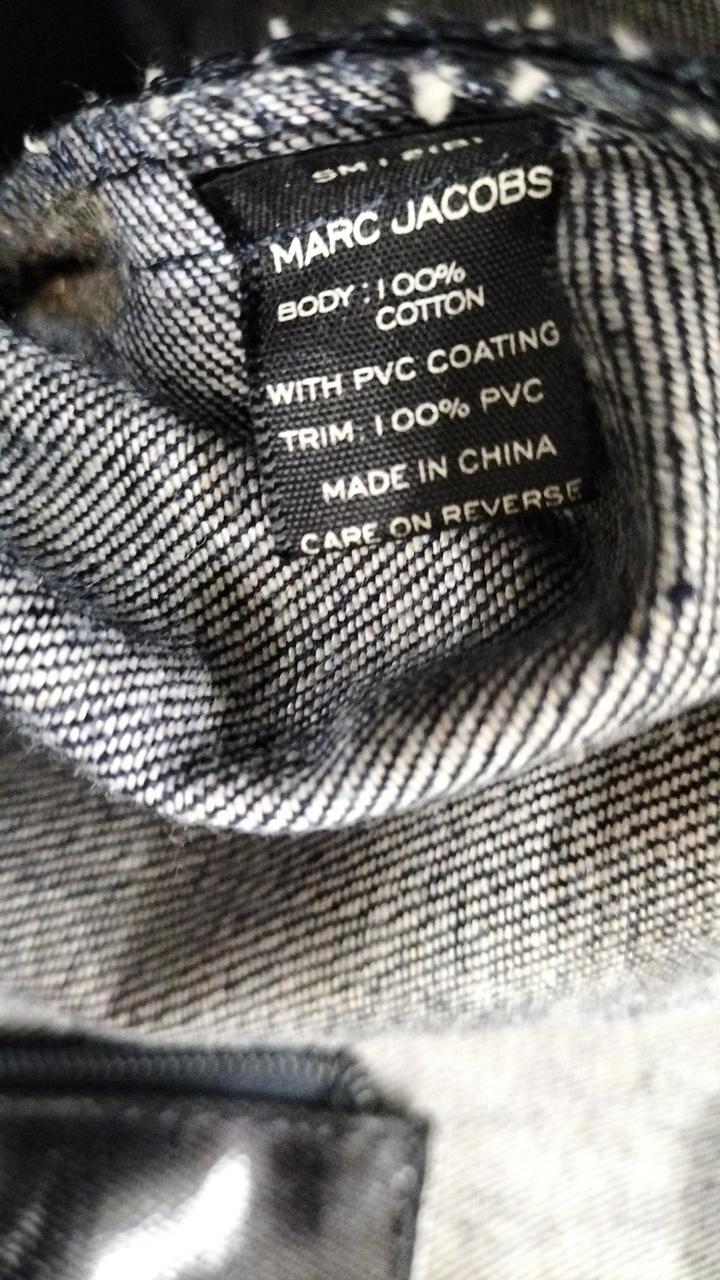 MARC JACOBS
BODY: 100%
COTTON
WITH PVC COATING
TRIM: 100% PVC
MADE IN CHINA
CARE ON REVERSE